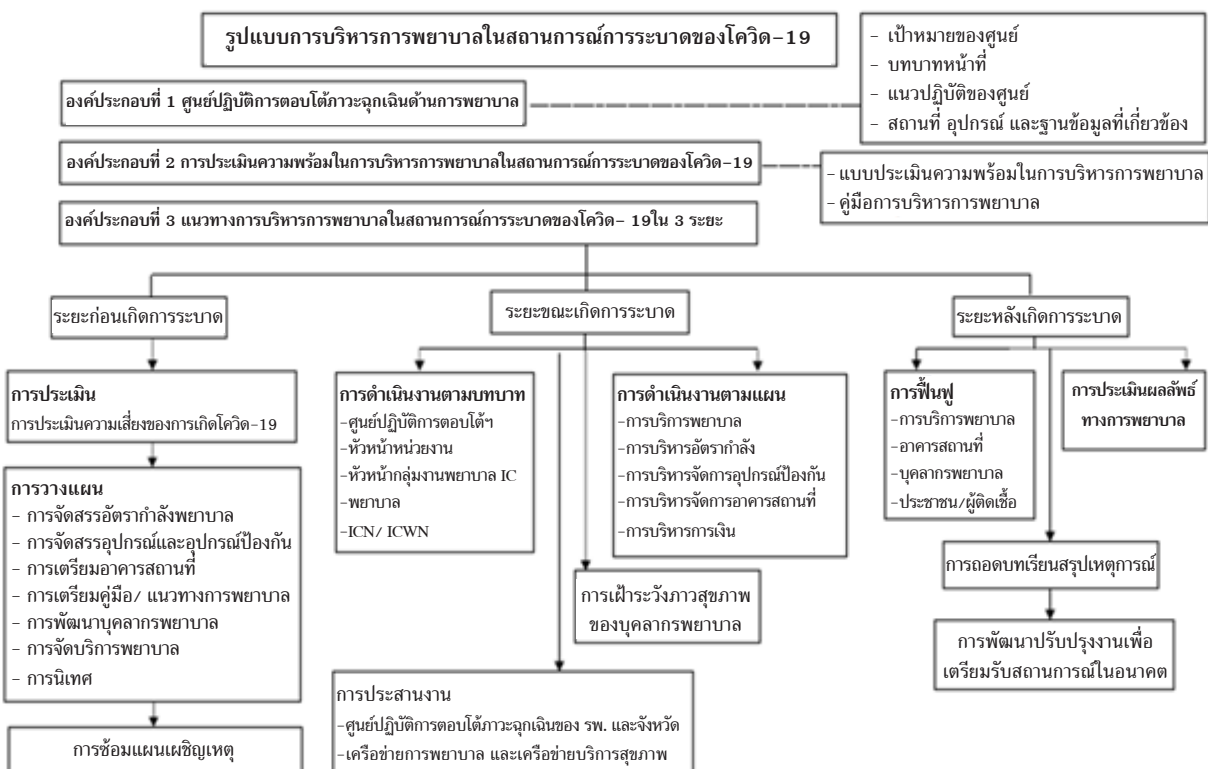 รูปแบบการบริหารการพยาบาลในสถานการณ์การระบาดของโควิด-19
องค์ประกอบที่ 1 ศูนย์ปฏิบัติการตอบโต้ภาวะฉุกเฉินด้านการพยาบาล
- เป้าหมายของศูนย์
- บทบาทหน้าที่
- แนวปฏิบัติของศูนย์
- สถานที่ อุปกรณ์ และฐานข้อมูลที่เกี่ยวข้อง
องค์ประกอบที่ 2 การประเมินความพร้อมในการบริหารการพยาบาลในสถานการณ์การระบาดของโควิด-19
- แบบประเมินความพร้อมในการบริหารการพยาบาล
- คู่มือการบริหารการพยาบาล
องค์ประกอบที่ 3 แนวทางการบริหารการพยาบาลในสถานการณ์การระบาดของโควิด- 19ใน 3 ระยะ
ระยะก่อนเกิดการระบาด
การประเมิน
การประเมินความเสี่ยงของการเกิดโควิด-19
การวางแผน
- การจัดสรรอัตรากำลังพยาบาล
- การจัดสรรอุปกรณ์และอุปกรณ์ป้องกัน
- การเตรียมอาคารสถานที่
- การเตรียมคู่มือ/ แนวทางการพยาบาล
- การพัฒนาบุคลากรพยาบาล
- การจัดบริการพยาบาล
- การนิเทศ
การซ้อมแผนเผชิญเหตุ
ระยะขณะเกิดการระบาด
การดำเนินงานตามบทบาท
-ศูนย์ปฏิบัติการตอบโต้ฯ
-หัวหน้าหน่วยงาน
-หัวหน้ากลุ่มงานพยาบาล IC
-พยาบาล
-ICN/ ICWN
การดำเนินงานตามแผน
-การบริการพยาบาล
-การบริหารอัตรากำลัง
-การบริหารจัดการอุปกรณ์ป้องกัน
-การบริหารจัดการอาคารสถานที่
-การบริหารการเงิน
การเฝ้าระวังภาวสุขภาพ
ของบุคลากรพยาบาล
การประสานงาน
-ศูนย์ปฏิบัติการตอบโต้ภาวะฉุกเฉินของ รพ. และจังหวัด
-เครือข่ายการพยาบาล และเครือข่ายบริการสุขภาพ
ระยะหลังเกิดการระบาด
การฟื้นฟู
-การบริการพยาบาล
-อาคารสถานที่
-บุคลากรพยาบาล
-ประชาชน/ผู้ติดเชื้อ
การประเมินผลลัพธ์
ทางการพยาบาล
การถอดบทเรียนสรุปเหตุการณ์
การพัฒนาปรับปรุงงานเพื่อ
เตรียมรับสถานการณ์ในอนาคต